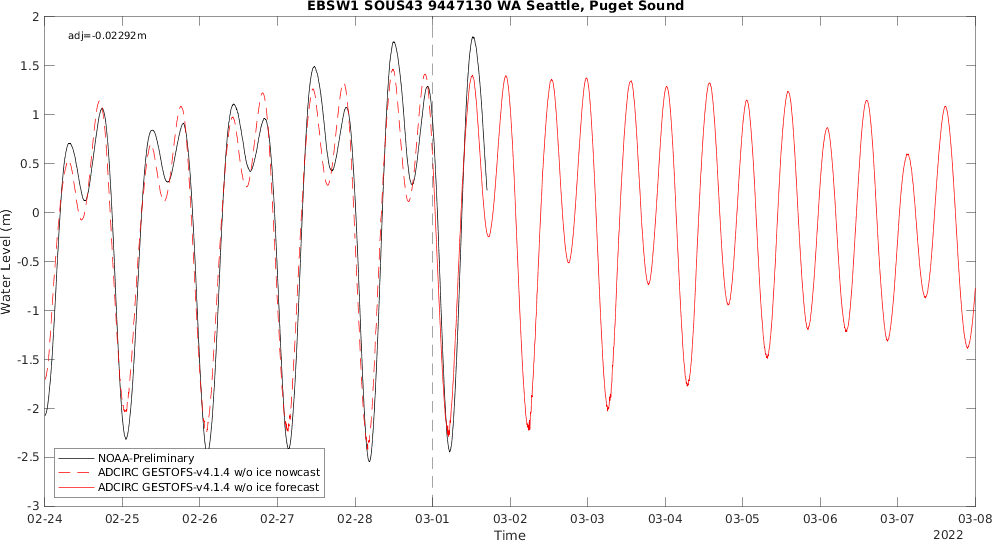 EBSW1 SOUS43 9447130 WA Seattle, Puget Sound
adj=-0.02292m
2
1.5
1
0.5
0
-0.5
-1
-1.5
-2
-2.5
-3
Water Level (m)
NOAA-Preliminary
ADCIRC GESTOFS-v4.1.4 w/o ice nowcast
ADCIRC GESTOFS-v4.1.4 w/o ice forecast
02-24 02-25 02-26 02-27 02-28 03-01 03-02 03-03 03-04 03-05 03-06 03-07 03-08
Time
2022